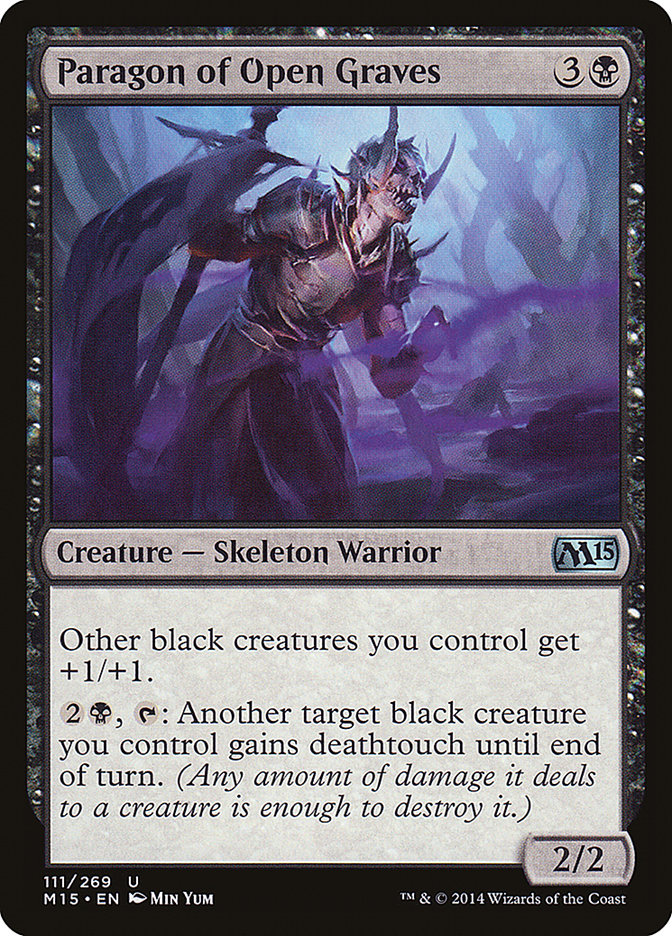 Paragon of Open Graves 3
Creature — Skeleton Warrior M15
Other black creatures you control get
+1/+1.
2, : Another target black creature
you control gains deathtouch until end
of turn. (Any amount of damage it deals
to a creature is enough to destroy it.)
2/2
111/269 U
M15 • EN Min Yum
™ & © 2014 Wizards of the Coast